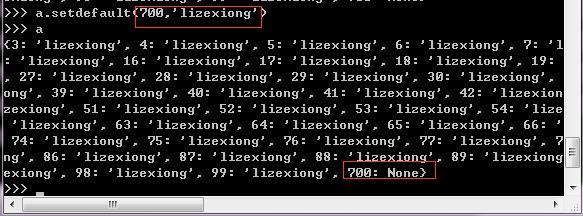 >>> a.setdefault(700,'lizexiong')
>>> a
{3: 'lizexiong', 4: 'lizexiong', 5: 'lizexiong', 6: 'lizexiong', 7: 'l
: 'lizexiong', 16: 'lizexiong', 17: 'lizexiong', 18: 'lizexiong', 19:
, 27: 'lizexiong', 28: 'lizexiong', 29: 'lizexiong', 30: 'lizexiong',
ong', 39: 'lizexiong', 40: 'lizexiong', 41: 'lizexiong', 42: 'lizexion
zexiong', 51: 'lizexiong', 52: 'lizexiong', 53: 'lizexiong', 54: 'lize
'lizexiong', 63: 'lizexiong', 64: 'lizexiong', 65: 'lizexiong', 66: '
74: 'lizexiong', 75: 'lizexiong', 76: 'lizexiong', 77: 'lizexiong', 7
ng', 86: 'lizexiong', 87: 'lizexiong', 88: 'lizexiong', 89: 'lizexiong
exiong', 98: 'lizexiong', 99: 'lizexiong', 700: None}
>>>